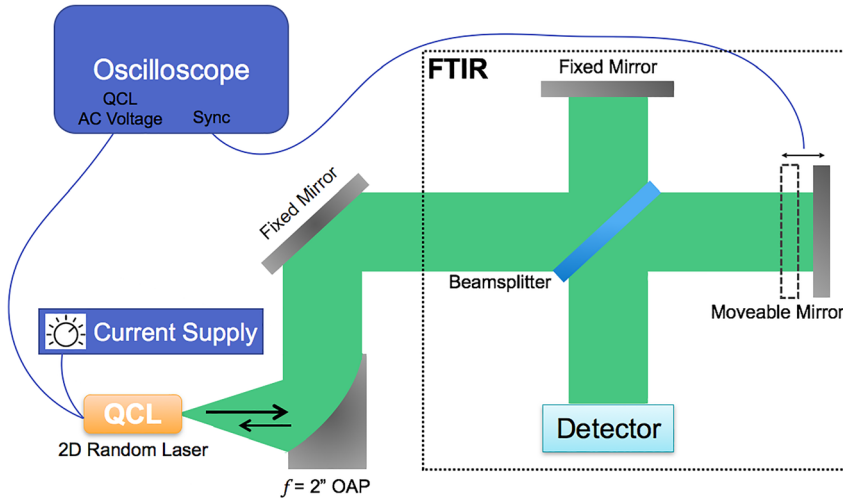 Oscilloscope
QCL
AC Voltage
Sync
FTIR
Fixed Mirror
Fixed Mirror
Beamsplitter
Moveable Mirror
Current Supply
QCL
2D Random Laser
Detector
f = 2” OAP